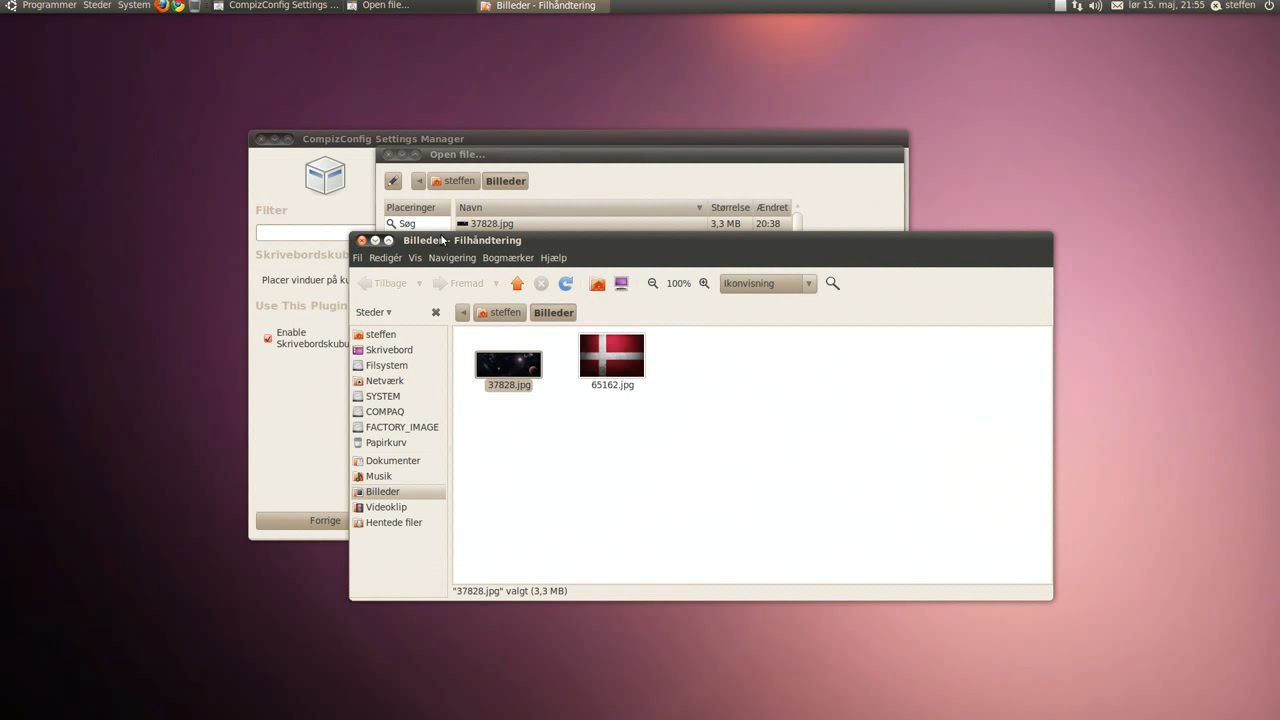 Programmer Steder System CompizConfig Settings ... Open file... Billeder - Filhåndtering lør 15. maj, 21:55 steffen
CompizConfig Settings Manager
Open file...
steffen Billeder
Filter
Placeringer Navn Størrelse Ændret
Søg 37828.jpg 3,3 MB 20:38
Billeder - Filhåndtering
Skrivebordsku
Fil Redigér Vis Navigering Bogmærker Hjælp
Placer vinduer på ku
Tilbage Fremad 100% Ikonvisning
Use This Plugin
Steder steffen Billeder
Enable
Skrivebordskubu
steffen
Skrivebord
Filsystem
Netværk
SYSTEM
COMPAQ
FACTORY_IMAGE
Papirkurv
Dokumenter
Musik
Billeder
Videoklip
Hentede filer
37828.jpg 65162.jpg
Forrige
"37828.jpg" valgt (3,3 MB)